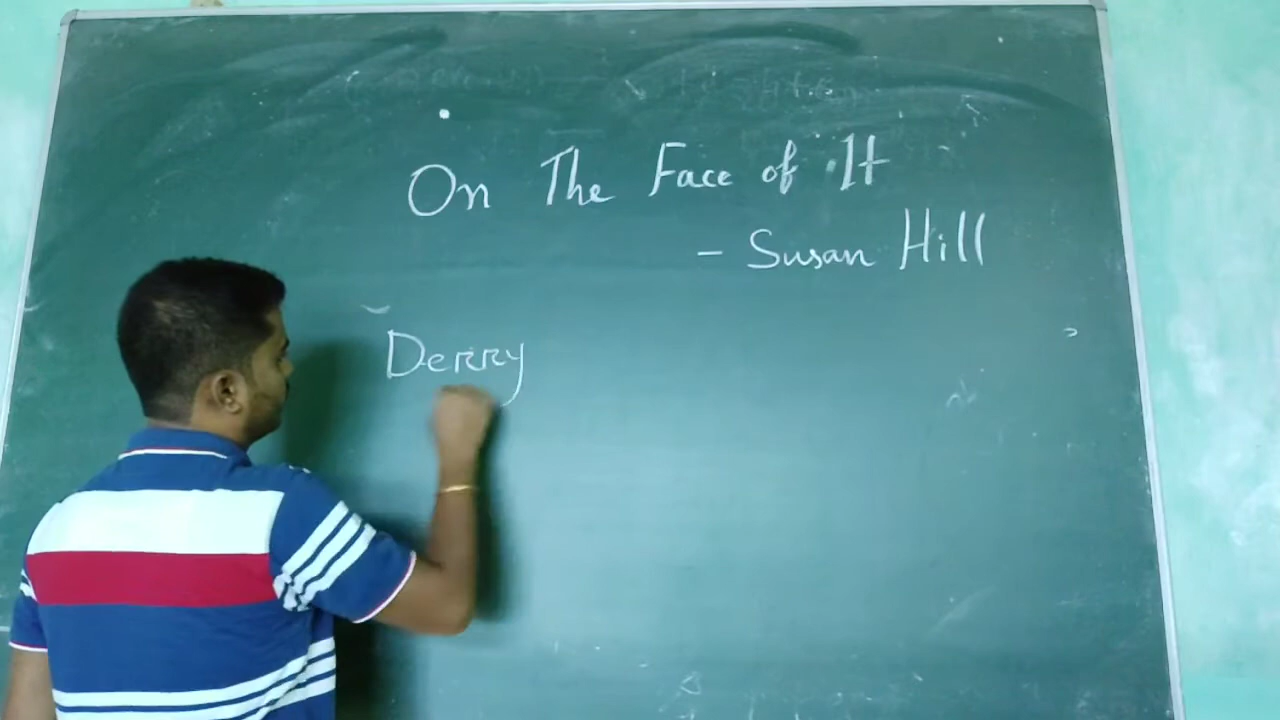 On The Face of It
- Susan Hill
Derry